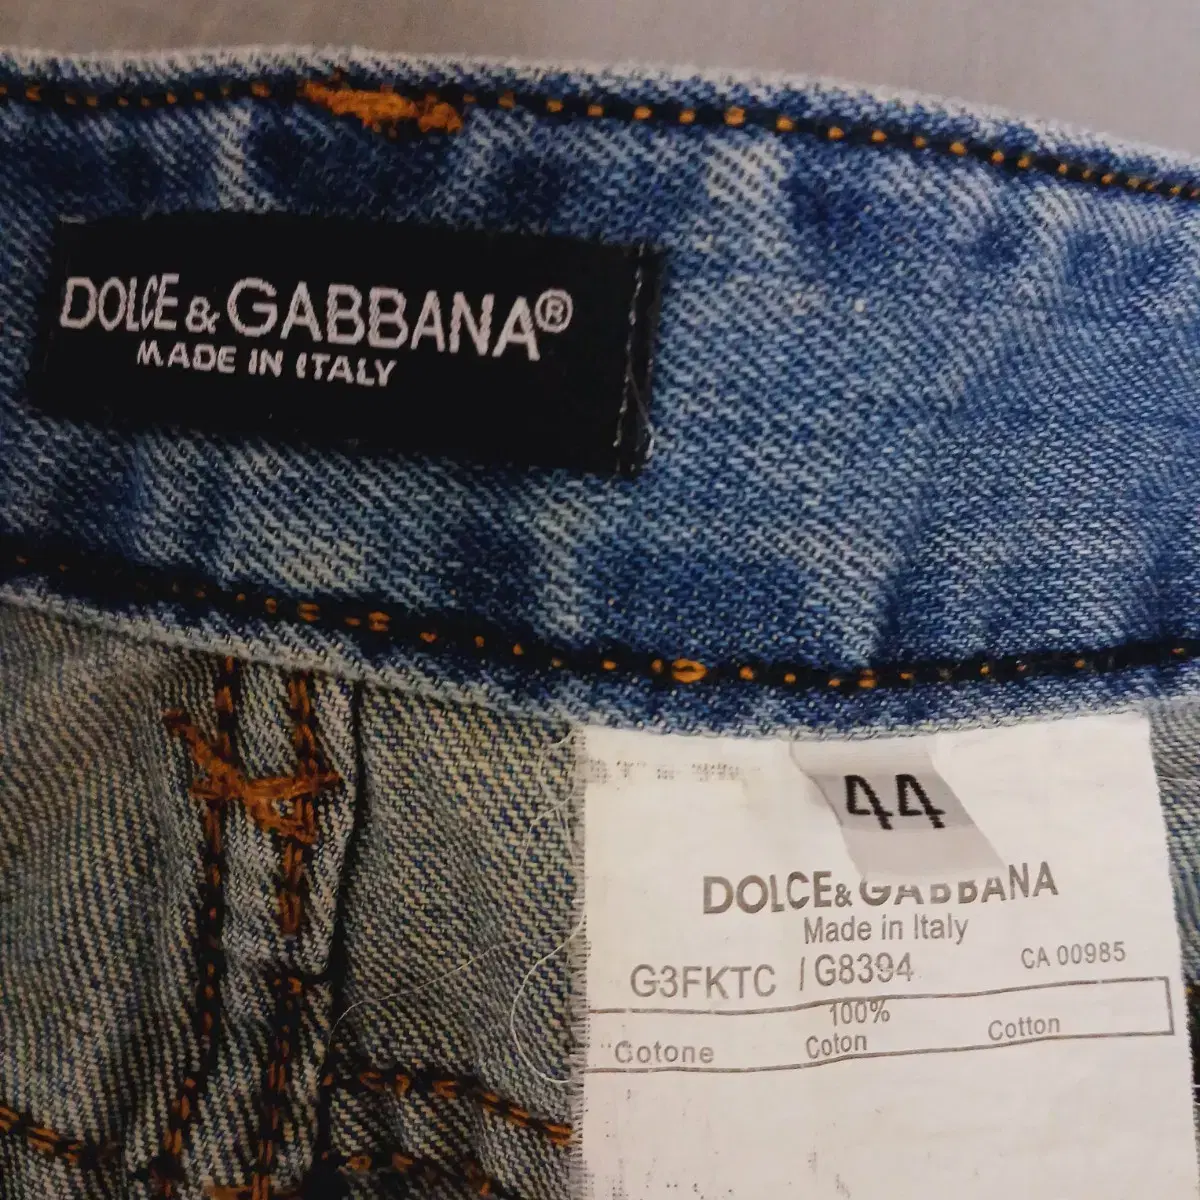 DOLCE & GABBANA®
MADE IN ITALY
44
DOLCE & GABBANA
Made in Italy
G3FKTC / G8394 CA 00985
100%
Cotone Coton Cotton